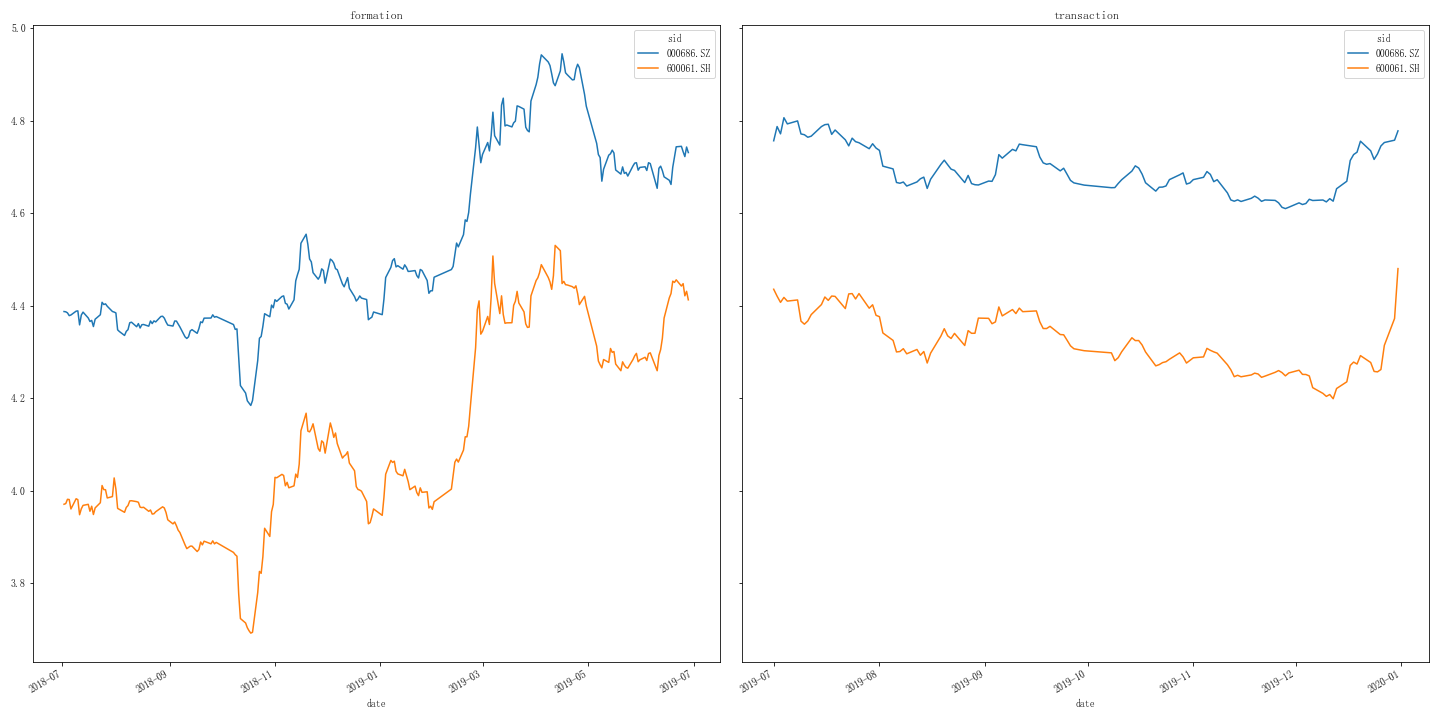 formation
5.0
4.8
4.6
4.4
4.2
4.0
3.8
sid
000686.SZ
600061.SH
2018-07
2018-09
2018-11
2019-01
2019-03
2019-05
2019-07
date
transaction
sid
000686.SZ
600061.SH
2019-07
2019-08
2019-09
2019-10
2019-11
2019-12
2020-01
date